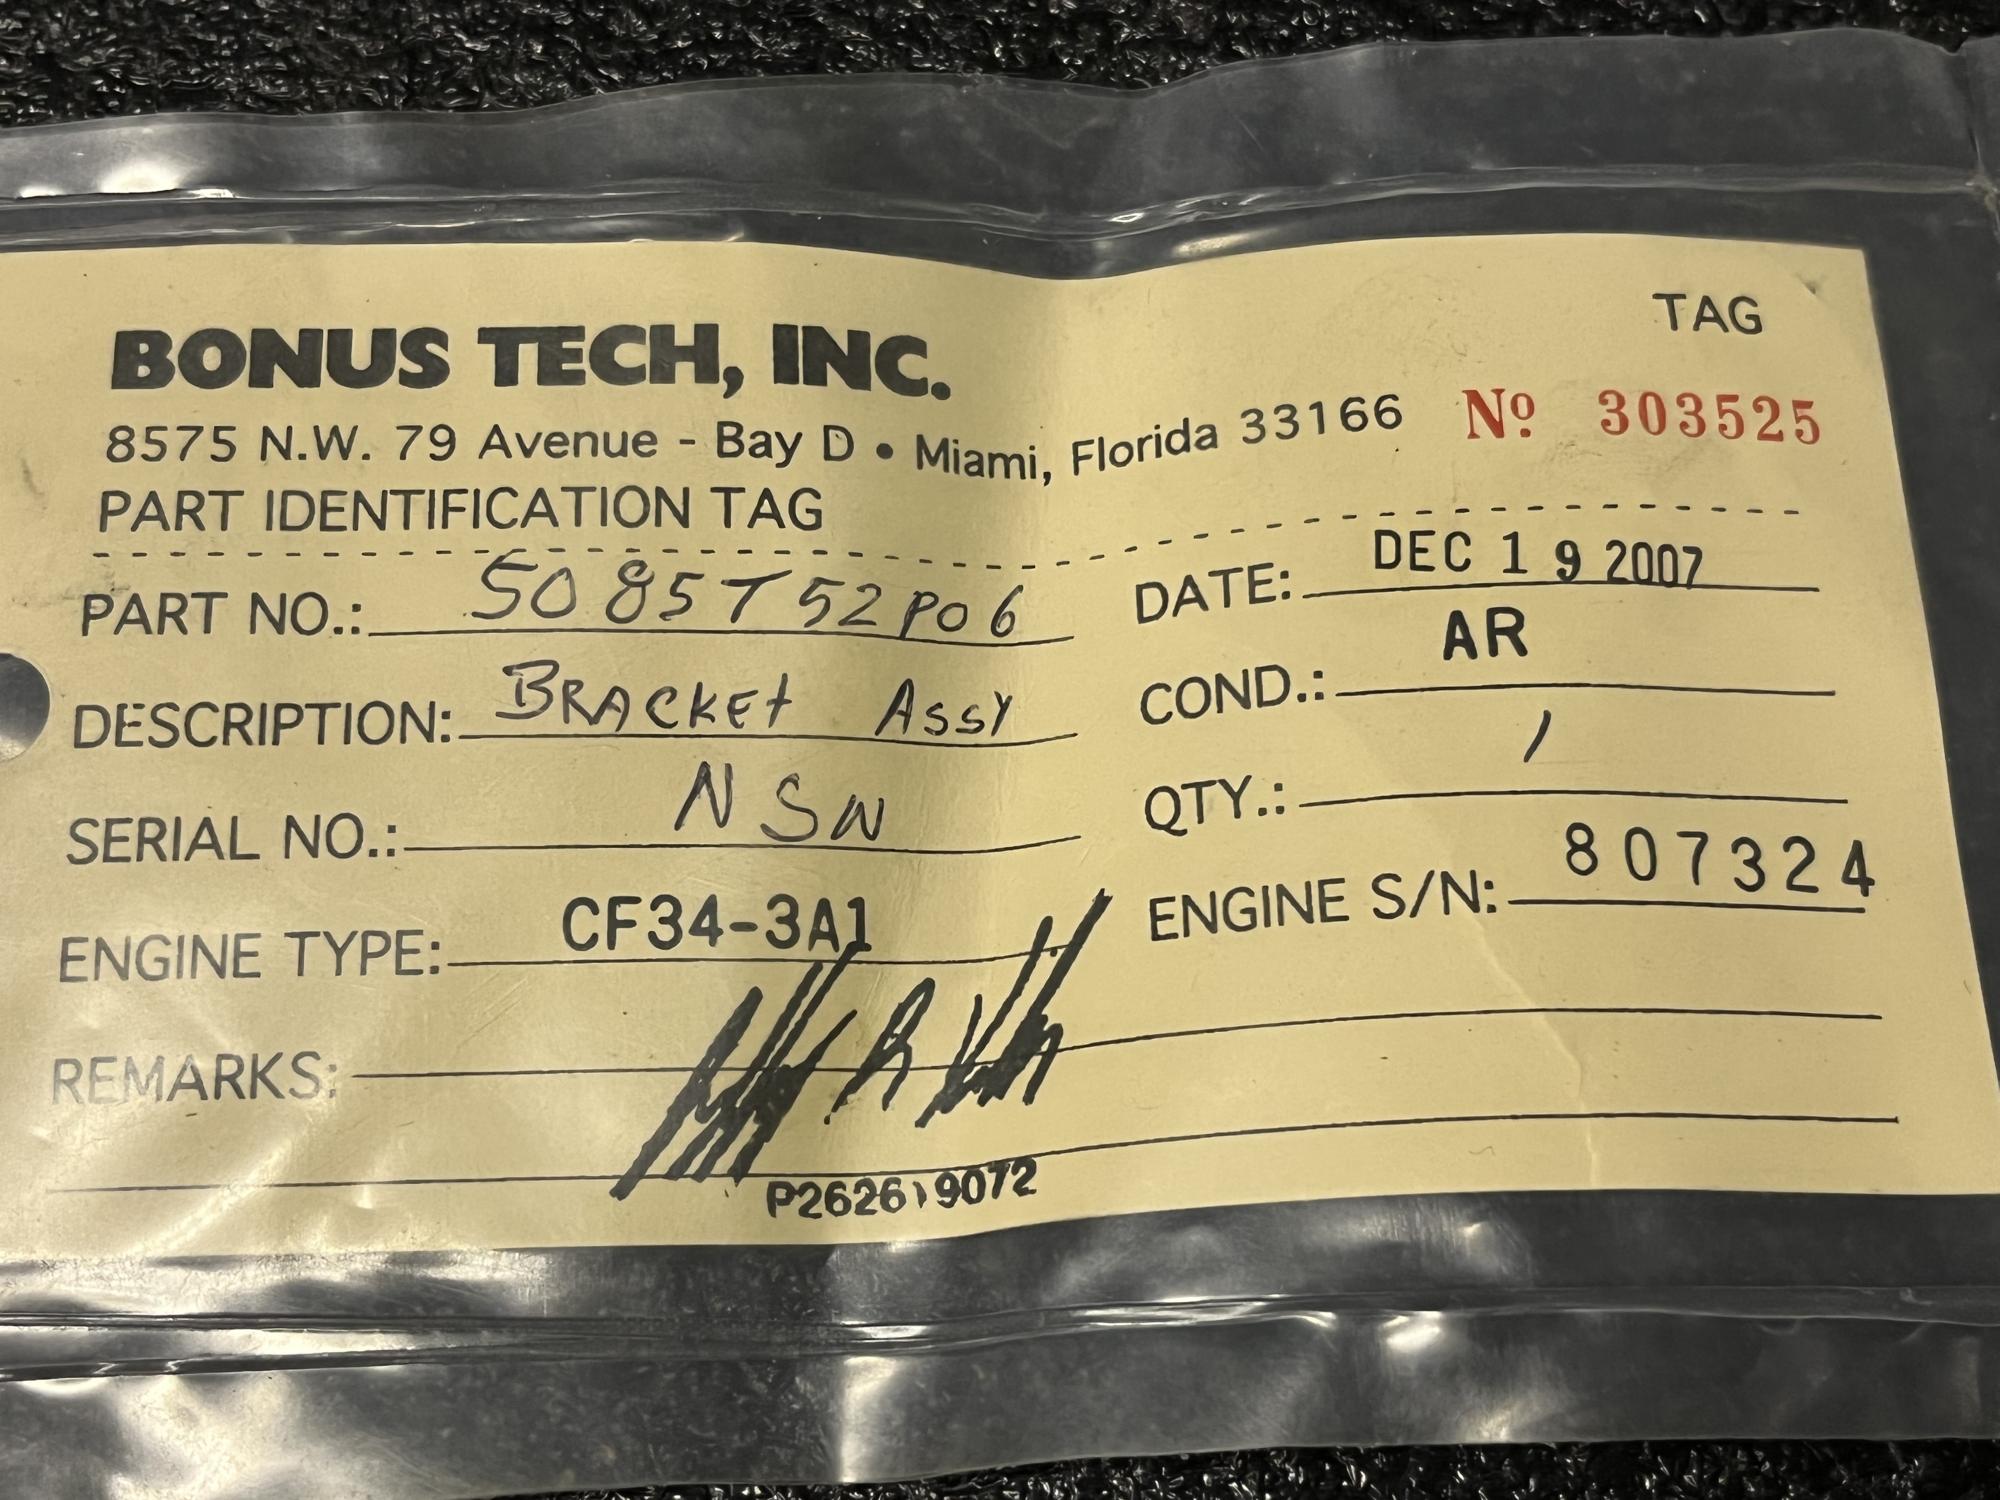 BONUS TECH, INC.
TAG
8575 N.W. 79 Avenue - Bay D • Miami, Florida 33166 Nº 303525
PART IDENTIFICATION TAG
PART NO.: 5085T52P06 DATE: DEC 19 2007
DESCRIPTION: BRACKEt ASSY COND.: AR
SERIAL NO.: NSN QTY.: 1
ENGINE TYPE: CF34-3A1 ENGINE S/N: 807324
REMARKS:
P262619072